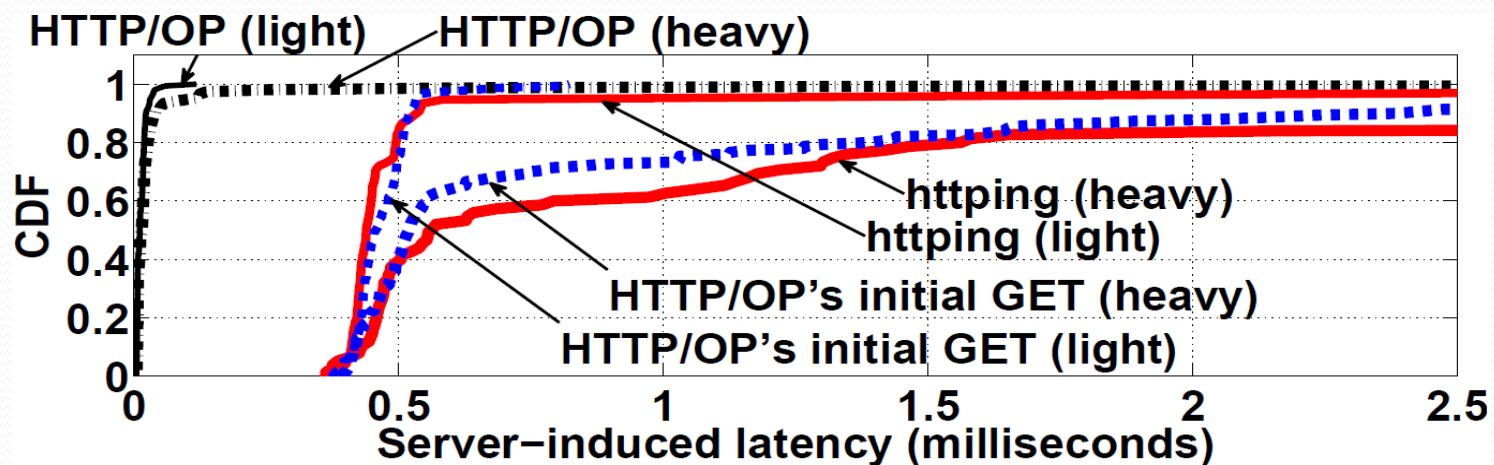 HTTP/OP (light)
HTTP/OP (heavy)
1
0.8
0.6
0.4
0.2
0
CDF
httping (heavy)
httping (light)
HTTP/OP's initial GET (heavy)
HTTP/OP's initial GET (light)
0 0.5 1 1.5 2 2.5
Server−induced latency (milliseconds)